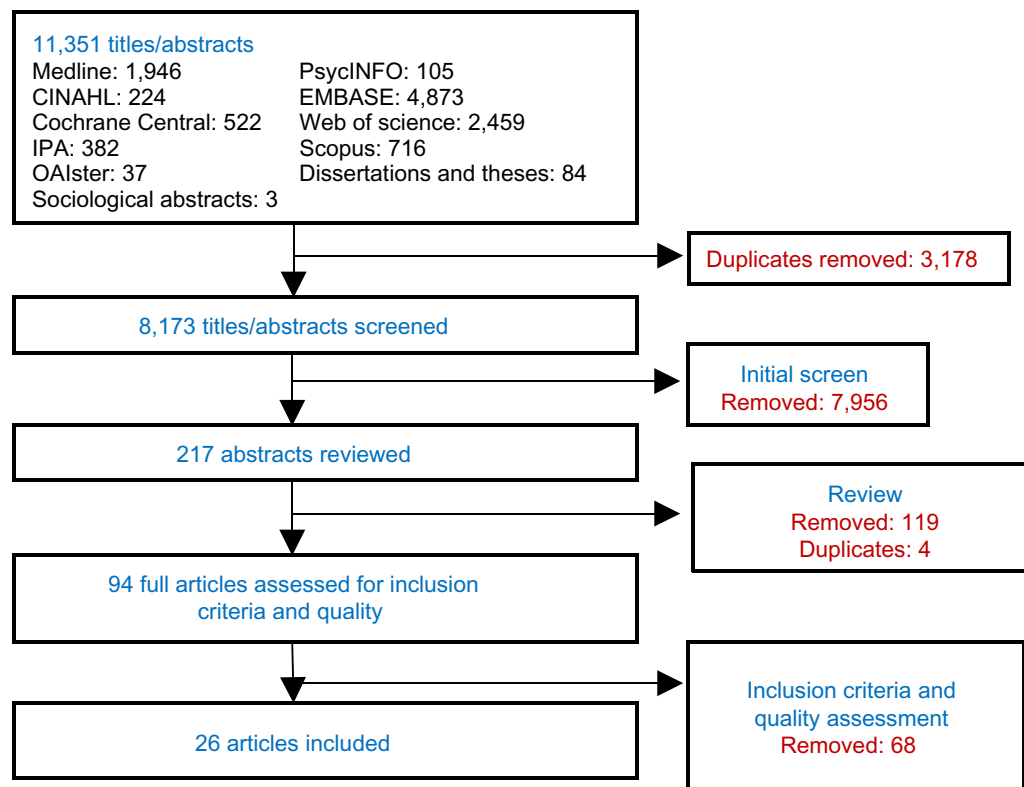 11,351 titles/abstracts
Medline: 1,946
CINAHL: 224
Cochrane Central: 522
IPA: 382
OAIster: 37
Sociological abstracts: 3
PsycINFO: 105
EMBASE: 4,873
Web of science: 2,459
Scopus: 716
Dissertations and theses: 84
Duplicates removed: 3,178
8,173 titles/abstracts screened
Initial screen
Removed: 7,956
217 abstracts reviewed
Review
Removed: 119
Duplicates: 4
94 full articles assessed for inclusion
criteria and quality
Inclusion criteria and
quality assessment
Removed: 68
26 articles included